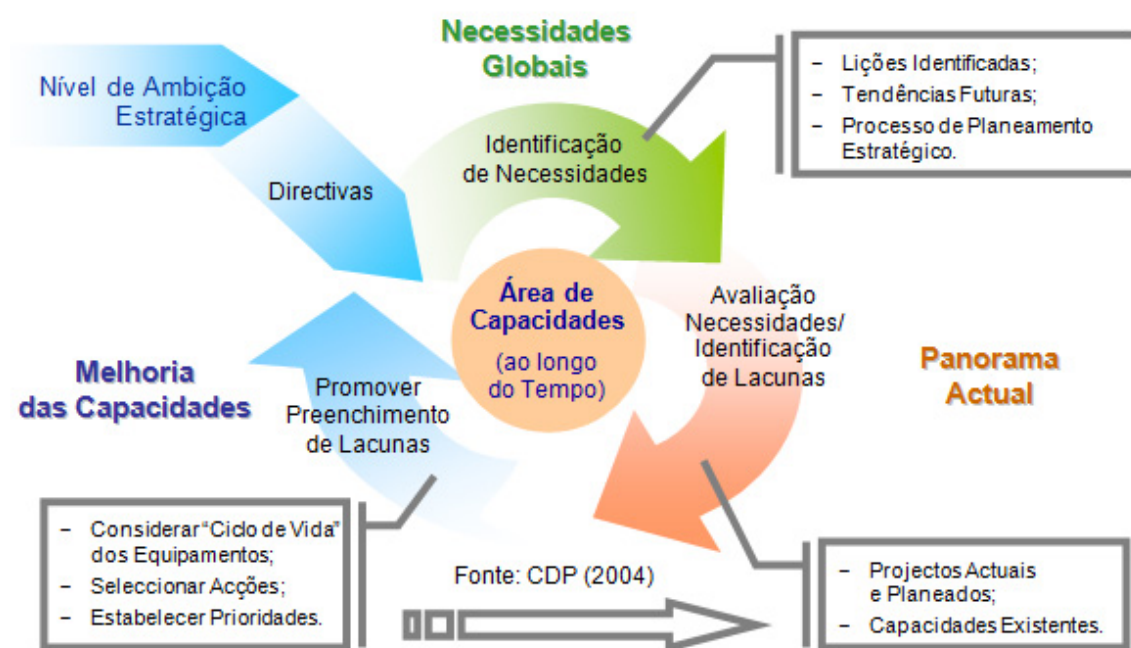 Nível de Ambição
Estratégica
Directivas
Necessidades
Globais
Identificação
de Necessidades
– Lições Identificadas;
– Tendências Futuras;
– Processo de Planeamento
Estratégico.
Área de
Capacidades
(ao longo
do Tempo)
Avaliação
Necessidades/
Identificação
de Lacunas
Panorama
Actual
Melhoria
das Capacidades
Promover
Preenchimento
de Lacunas
– Considerar “Ciclo de Vida”
dos Equipamentos;
– Seleccionar Acções;
– Estabelecer Prioridades.
Fonte: CDP (2004)
– Projectos Actuais
e Planeados;
– Capacidades Existentes.